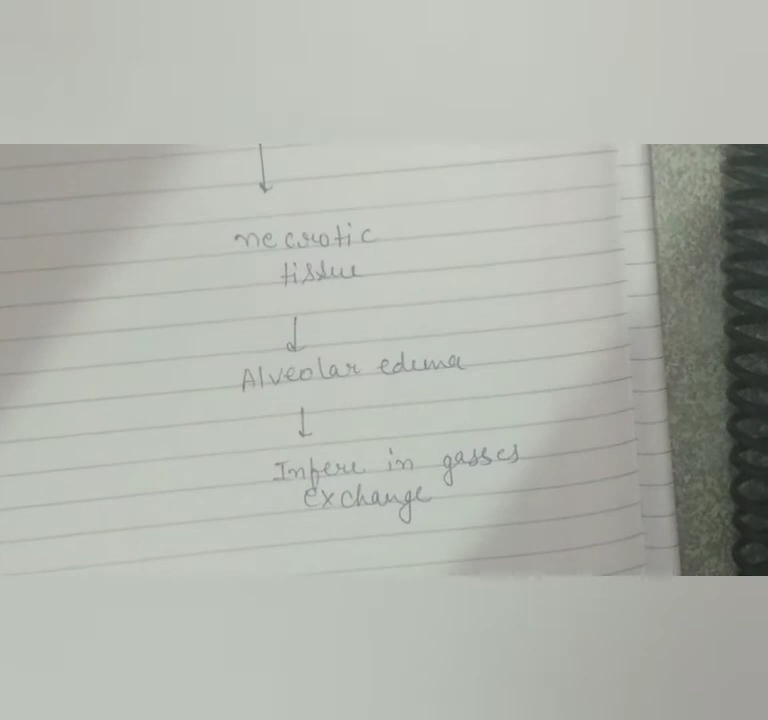 necrotic
tissue
Alveolar edema
Infere in gasses
exchange